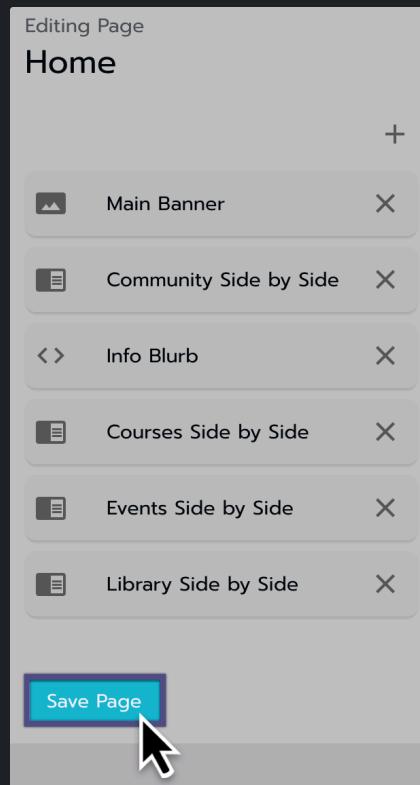 Editing Page
Home
Main Banner
Community Side by Side
Info Blurb
Courses Side by Side
Events Side by Side
Library Side by Side
Save Page